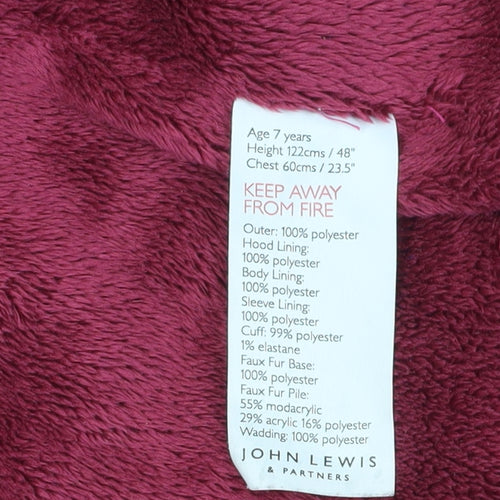 Age 7 years
Height 122cms / 48"
Chest 60cms / 23.5"
KEEP AWAY
FROM FIRE
Outer: 100% polyester
Hood Lining:
100% polyester
Body Lining:
100% polyester
Sleeve Lining:
100% polyester
Cuff: 99% polyester
1% elastane
Faux Fur Base:
100% polyester
Faux Fur Pile:
55% modacrylic
29% acrylic 16% polyester
Wadding: 100% polyester
JOHN LEWIS
& PARTNERS